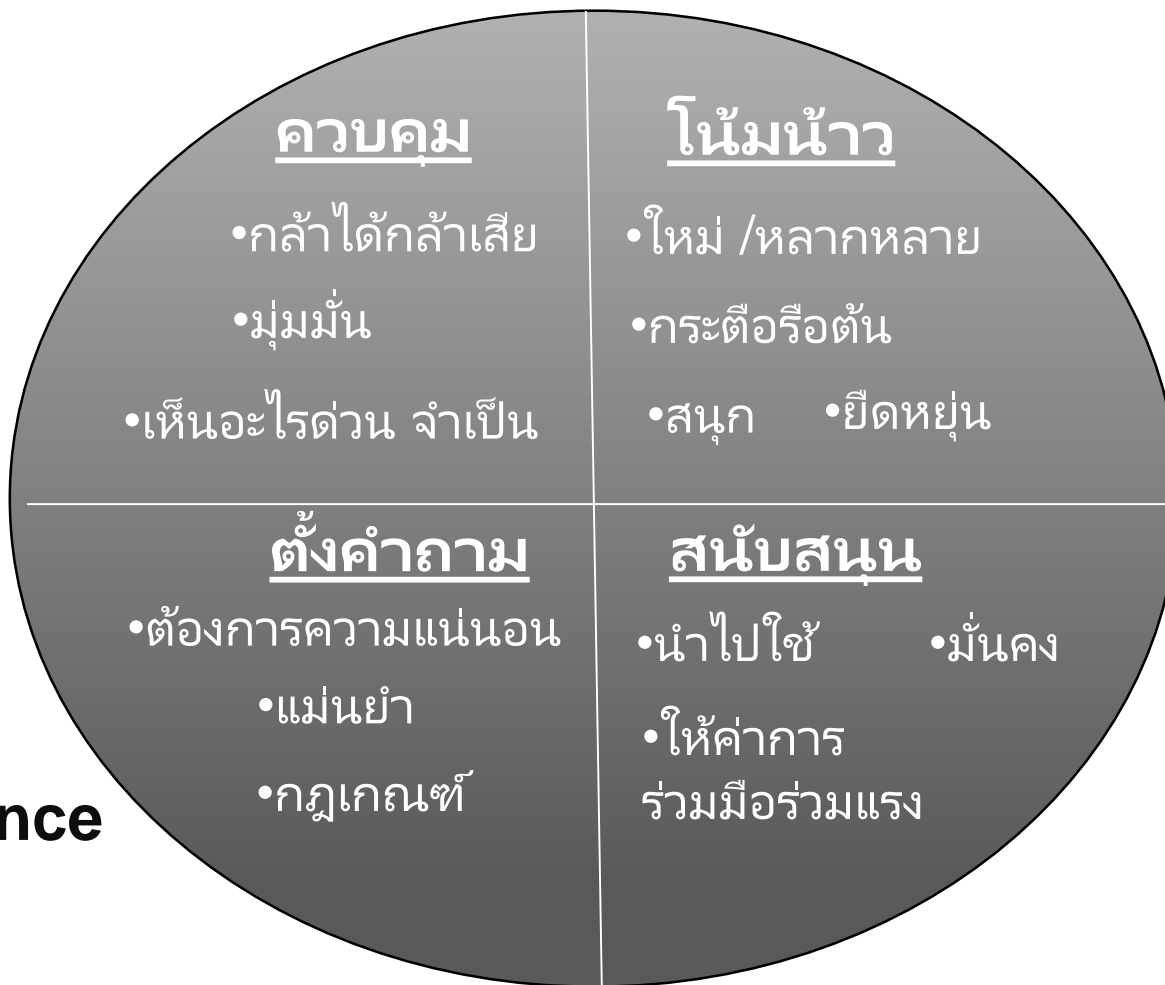 ควบคุม
•กล้าได้กล้าเสีย
•มุ่มมั่น
•เห็นอะไรด่วน จำเป็น
โน้มน้าว
•ใหม่ /หลากหลาย
•กระตือรือต้น
•สนุก •ยืดหยุ่น
ตั้งคำถาม
•ต้องการความแน่นอน
•แม่นยำ
•กฎเกณฑ์
สนับสนุน
•นำไปใช้ •มั่นคง
•ให้ค่าการ
ร่วมมือร่วมแรง
nce